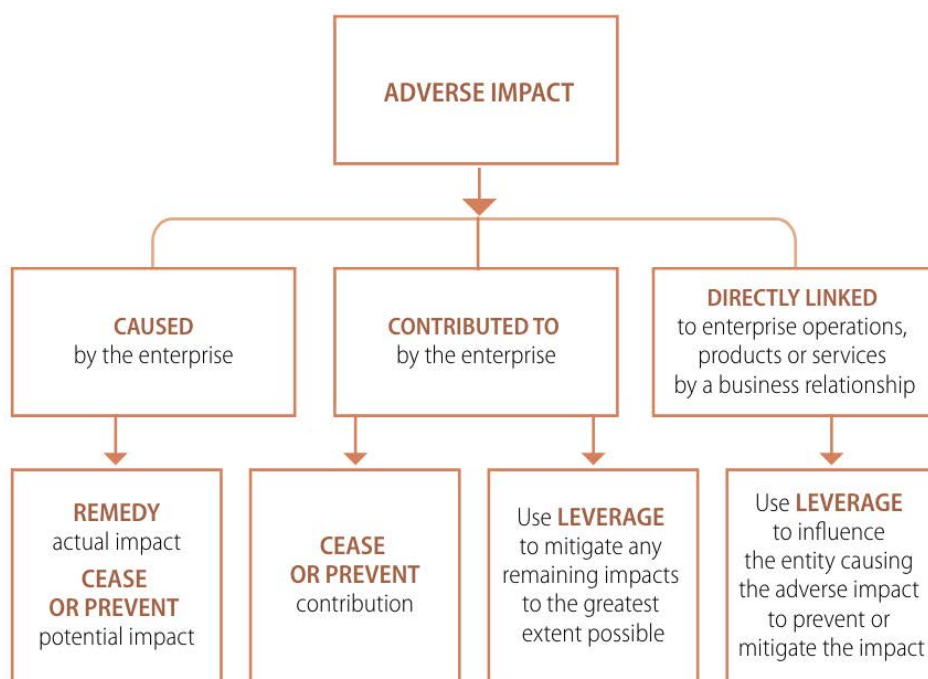 ADVERSE IMPACT
CAUSED
by the enterprise
CONTRIBUTED TO
by the enterprise
DIRECTLY LINKED
to enterprise operations,
products or services
by a business relationship
REMEDY
actual impact
CEASE
OR PREVENT
potential impact
CEASE
OR PREVENT
contribution
Use LEVERAGE
to mitigate any
remaining impacts
to the greatest
extent possible
Use LEVERAGE
to influence
the entity causing
the adverse impact
to prevent or
mitigate the impact